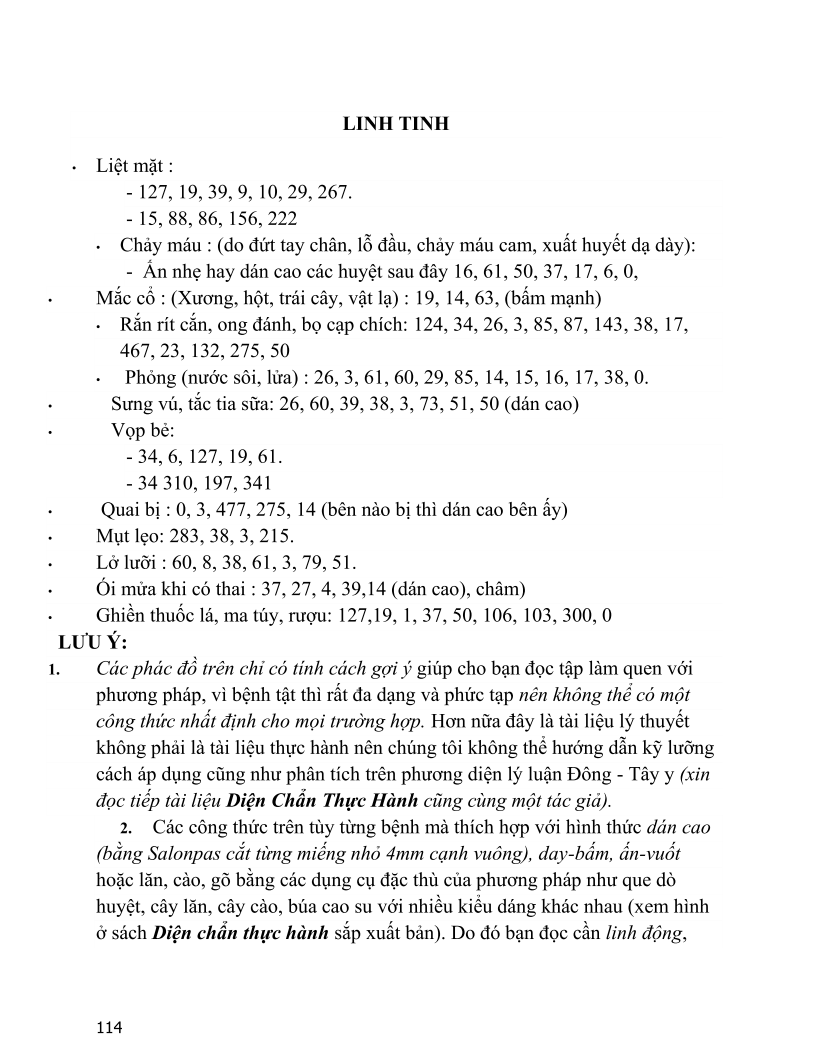 LINH TINH
• Liệt mặt :
- 127, 19, 39, 9, 10, 29, 267.
- 15, 88, 86, 156, 222
• Chảy máu : (do đứt tay chân, lỗ đầu, chảy máu cam, xuất huyết dạ dày):
- Ấn nhẹ hay dán cao các huyệt sau đây 16, 61, 50, 37, 17, 6, 0,
• Mắc cổ : (Xương, hột, trái cây, vật lạ) : 19, 14, 63, (bấm mạnh)
• Rắn rít cắn, ong đánh, bọ cạp chích: 124, 34, 26, 3, 85, 87, 143, 38, 17,
467, 23, 132, 275, 50
• Phỏng (nước sôi, lửa) : 26, 3, 61, 60, 29, 85, 14, 15, 16, 17, 38, 0.
• Sưng vú, tắc tia sữa: 26, 60, 39, 38, 3, 73, 51, 50 (dán cao)
• Vọp bẻ:
- 34, 6, 127, 19, 61.
- 34 310, 197, 341
• Quai bị : 0, 3, 477, 275, 14 (bên nào bị thì dán cao bên ấy)
• Mụt lẹo: 283, 38, 3, 215.
• Lở lưỡi : 60, 8, 38, 61, 3, 79, 51.
• Ói mửa khi có thai : 37, 27, 4, 39,14 (dán cao), châm)
• Ghiền thuốc lá, ma túy, rượu: 127,19, 1, 37, 50, 106, 103, 300, 0
LƯU Ý:
1. Các phác đồ trên chỉ có tính cách gợi ý giúp cho bạn đọc tập làm quen với
phương pháp, vì bệnh tật thì rất đa dạng và phức tạp nên không thể có một
công thức nhất định cho mọi trường hợp. Hơn nữa đây là tài liệu lý thuyết
không phải là tài liệu thực hành nên chúng tôi không thể hướng dẫn kỹ lưỡng
cách áp dụng cũng như phân tích trên phương diện lý luận Đông - Tây y (xin
đọc tiếp tài liệu Diện Chẩn Thực Hành cũng cùng một tác giả).
2. Các công thức trên tùy từng bệnh mà thích hợp với hình thức dán cao
(bằng Salonpas cắt từng miếng nhỏ 4mm cạnh vuông), day-bấm, ấn-vuốt
hoặc lăn, cào, gõ bằng các dụng cụ đặc thù của phương pháp như que dò
huyệt, cây lăn, cây cào, búa cao su với nhiều kiểu dáng khác nhau (xem hình
ở sách Diện chẩn thực hành sắp xuất bản). Do đó bạn đọc cần linh động,
114